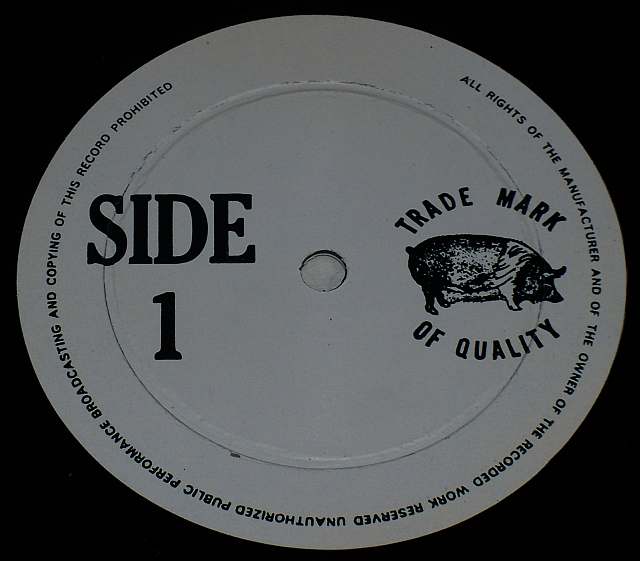 SIDE
1
TRADE MARK
OF QUALITY
ALL RIGHTS OF THE MANUFACTURER AND OF THE OWNER OF THE RECORDED WORK RESERVED UNAUTHORIZED PUBLIC PERFORMANCE BROADCASTING AND COPYING OF THIS RECORD PROHIBITED